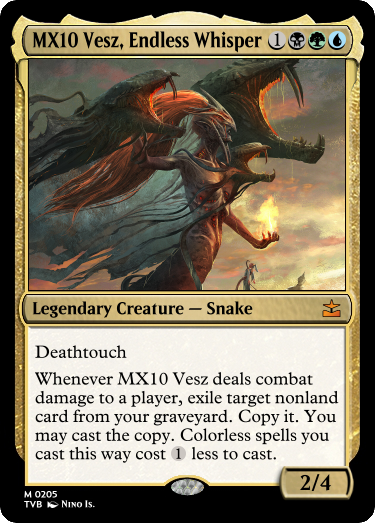 MX10 Vesz, Endless Whisper 1
Legendary Creature — Snake
Deathtouch
Whenever MX10 Vesz deals combat
damage to a player, exile target nonland
card from your graveyard. Copy it. You
may cast the copy. Colorless spells you
cast this way cost 1 less to cast.
2/4
M 0205
TVB Nino Is.